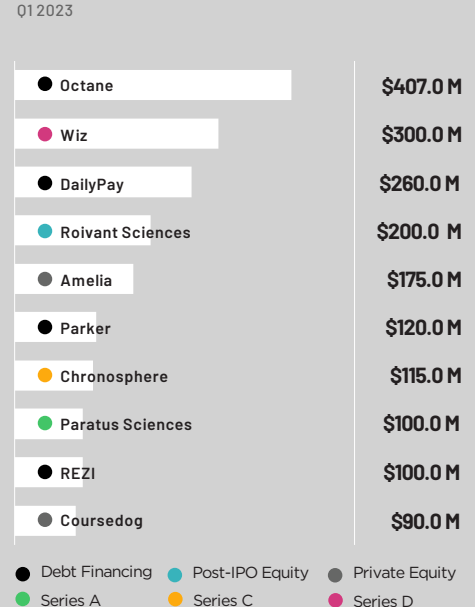 Q1 2023
Octane $407.0 M
Wiz $300.0 M
DailyPay $260.0 M
Roivant Sciences $200.0 M
Amelia $175.0 M
Parker $120.0 M
Chronosphere $115.0 M
Paratus Sciences $100.0 M
REZI $100.0 M
Coursedog $90.0 M
Debt Financing Post-IPO Equity Private Equity
Series A Series C Series D